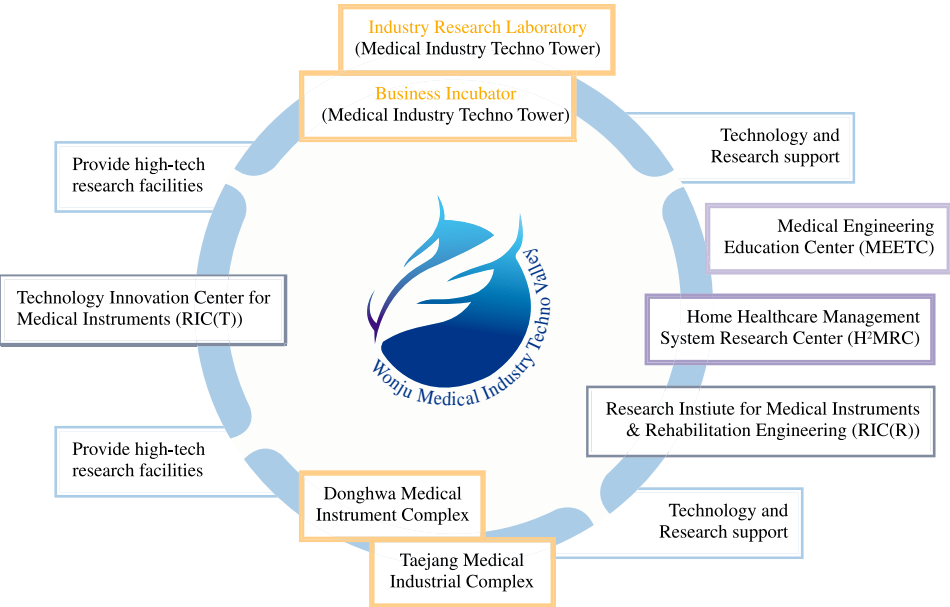 Industry Research Laboratory
(Medical Industry Techno Tower)
Business Incubator
(Medical Industry Techno Tower)
Technology and
Research support
Provide high-tech
research facilities
Medical Engineering
Education Center (MEETC)
Technology Innovation Center for
Medical Instruments (RIC(T))
Home Healthcare Management
System Research Center (H²MRC)
Wonju Medical Industry Techno Valley
Research Instiute for Medical Instruments
& Rehabilitation Engineering (RIC(R))
Provide high-tech
research facilities
Donghwa Medical
Instrument Complex
Technology and
Research support
Taejang Medical
Industrial Complex